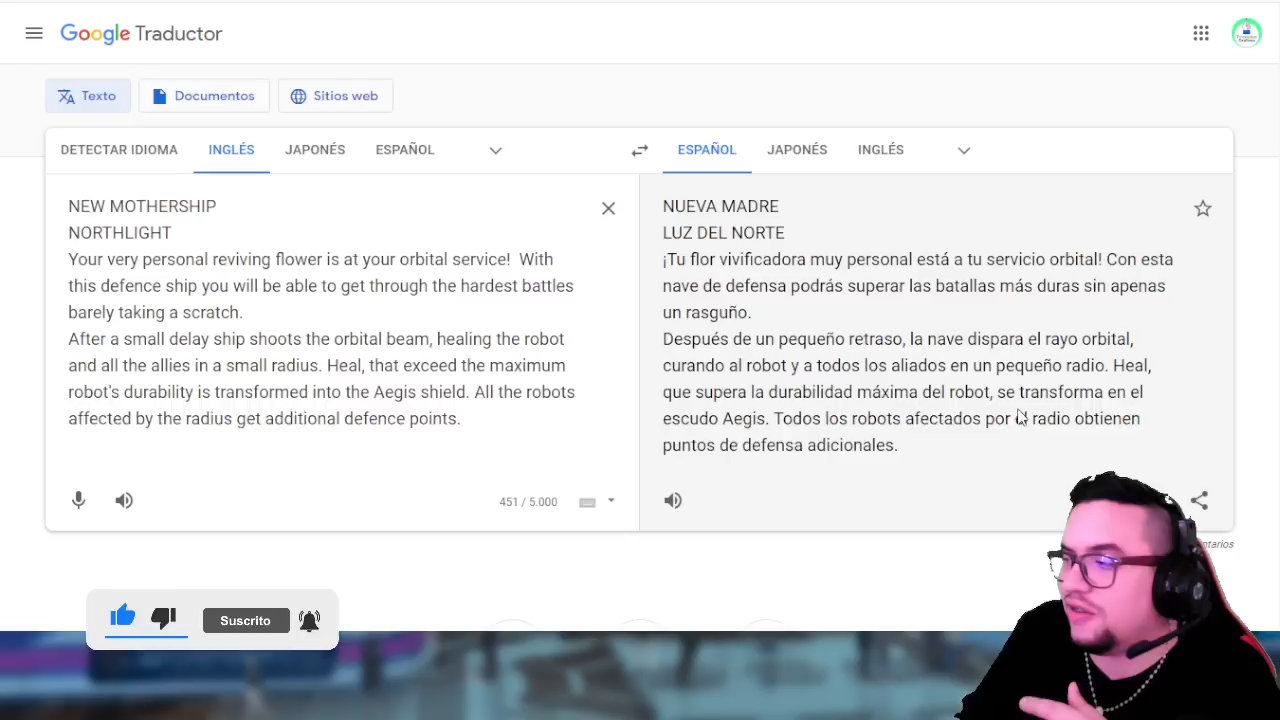 Google Traductor
Texto
Documentos
Sitios web
DETECTAR IDIOMA
INGLÉS
JAPONÉS
ESPAÑOL
ESPAÑOL
JAPONÉS
INGLÉS
NEW MOTHERSHIP
NORTHLIGHT
Your very personal reviving flower is at your orbital service!  With
this defence ship you will be able to get through the hardest battles
barely taking a scratch.
After a small delay ship shoots the orbital beam, healing the robot
and all the allies in a small radius. Heal, that exceed the maximum
robot's durability is transformed into the Aegis shield. All the robots
affected by the radius get additional defence points.
451 / 5.000
NUEVA MADRE
LUZ DEL NORTE
¡Tu flor vivificadora muy personal está a tu servicio orbital! Con esta
nave de defensa podrás superar las batallas más duras sin apenas
un rasguño.
Después de un pequeño retraso, la nave dispara el rayo orbital,
curando al robot y a todos los aliados en un pequeño radio. Heal,
que supera la durabilidad máxima del robot, se transforma en el
escudo Aegis. Todos los robots afectados por el radio obtienen
puntos de defensa adicionales.
Suscrito